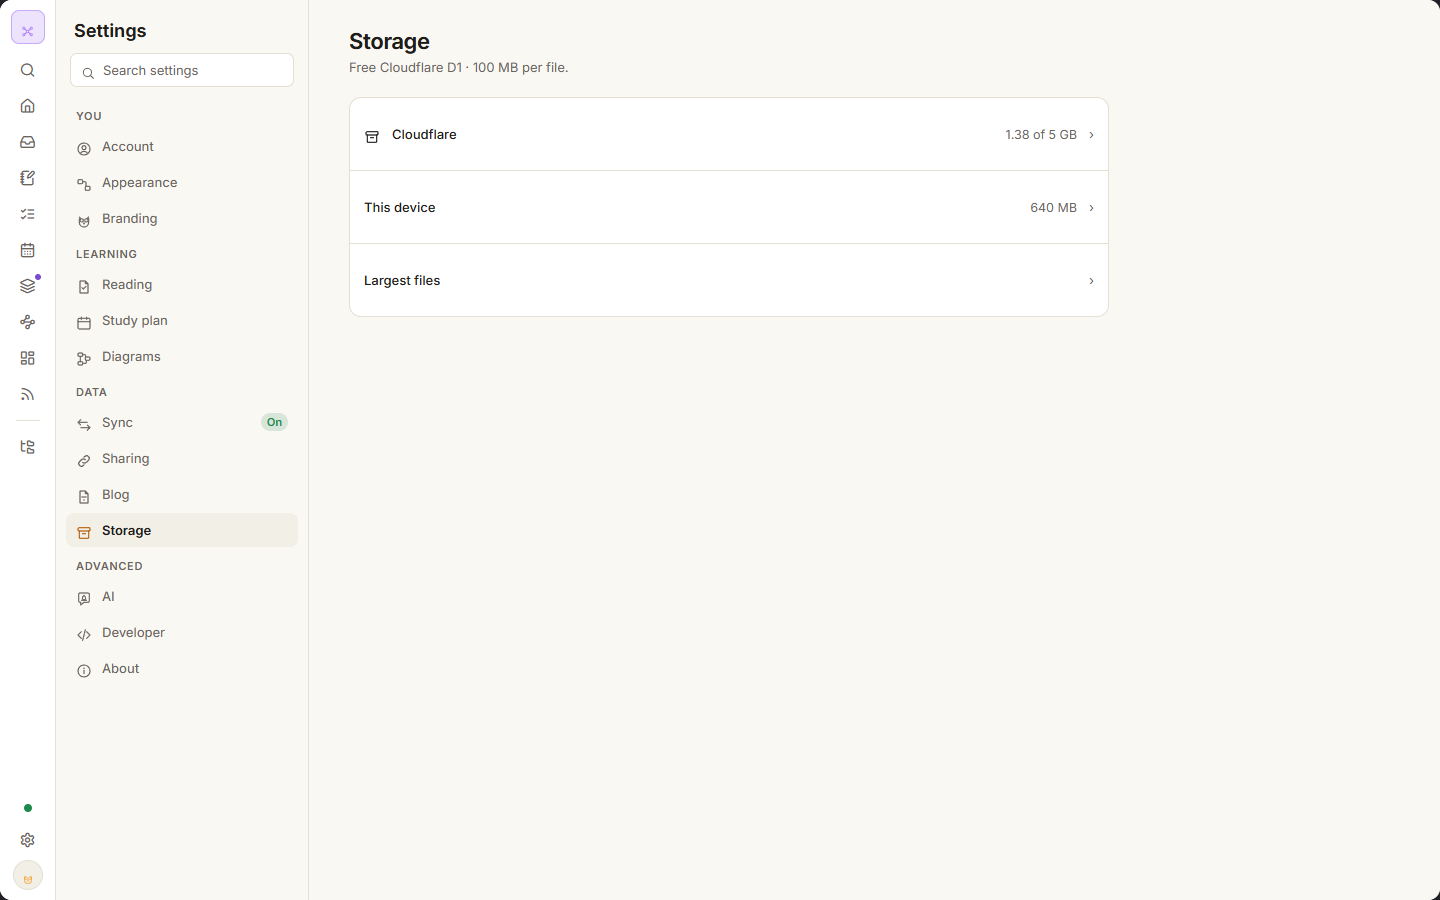 Settings
Search settings
YOU
Account
Appearance
Branding
LEARNING
Reading
Study plan
Diagrams
DATA
Sync On
Sharing
Blog
Storage
ADVANCED
AI
Developer
About
Storage
Free Cloudflare D1 · 100 MB per file.
Cloudflare 1.38 of 5 GB
This device 640 MB
Largest files